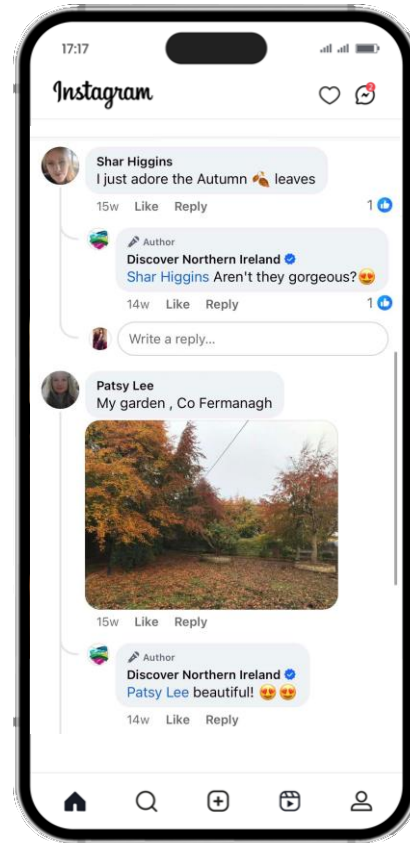 17:17
Instagram
2
Shar Higgins
I just adore the Autumn 🍂 leaves
15w Like Reply 1
Author
Discover Northern Ireland
Shar Higgins Aren't they gorgeous?😍
14w Like Reply 1
Write a reply...
Patsy Lee
My garden , Co Fermanagh
15w Like Reply
Author
Discover Northern Ireland
Patsy Lee beautiful! 😍😍
14w Like Reply